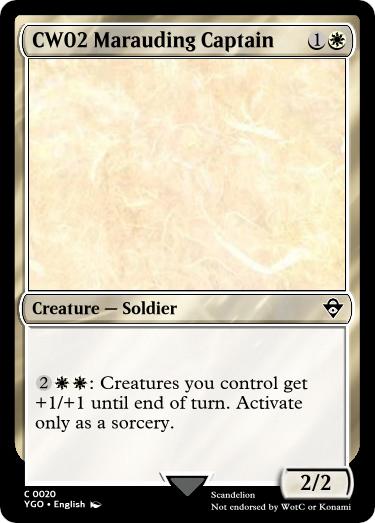 CW02 Marauding Captain 1
Creature — Soldier
2 : Creatures you control get
+1/+1 until end of turn. Activate
only as a sorcery.
2/2
C 0020
YGO • English
Scandelion
Not endorsed by WotC or Konami